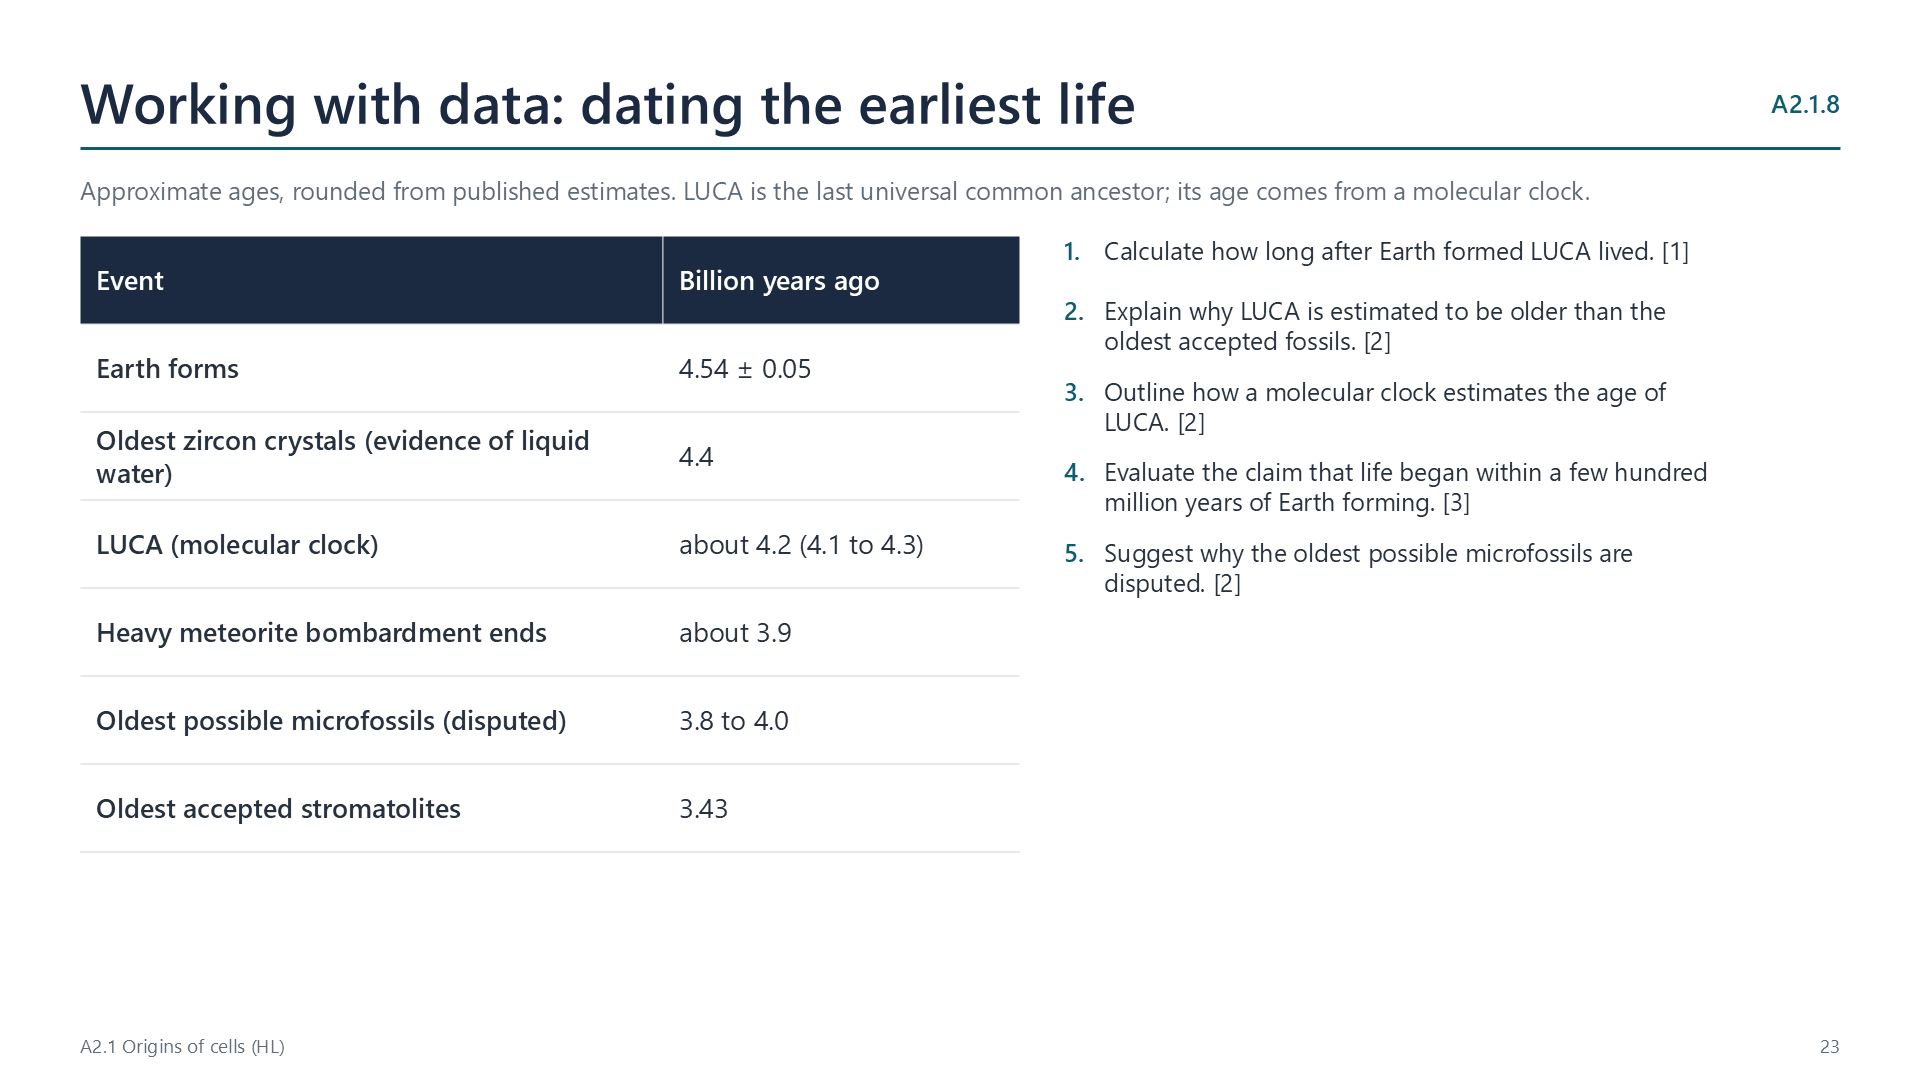 Working with data: dating the earliest life
A2.1.8
Approximate ages, rounded from published estimates. LUCA is the last universal common ancestor; its age comes from a molecular clock.
Event
Billion years ago
Earth forms
4.54 ± 0.05
Oldest zircon crystals (evidence of liquid
water)
4.4
LUCA (molecular clock)
about 4.2 (4.1 to 4.3)
Heavy meteorite bombardment ends
about 3.9
Oldest possible microfossils (disputed)
3.8 to 4.0
Oldest accepted stromatolites
3.43
1. Calculate how long after Earth formed LUCA lived. [1]
2. Explain why LUCA is estimated to be older than the
oldest accepted fossils. [2]
3. Outline how a molecular clock estimates the age of
LUCA. [2]
4. Evaluate the claim that life began within a few hundred
million years of Earth forming. [3]
5. Suggest why the oldest possible microfossils are
disputed. [2]
A2.1 Origins of cells (HL)
23